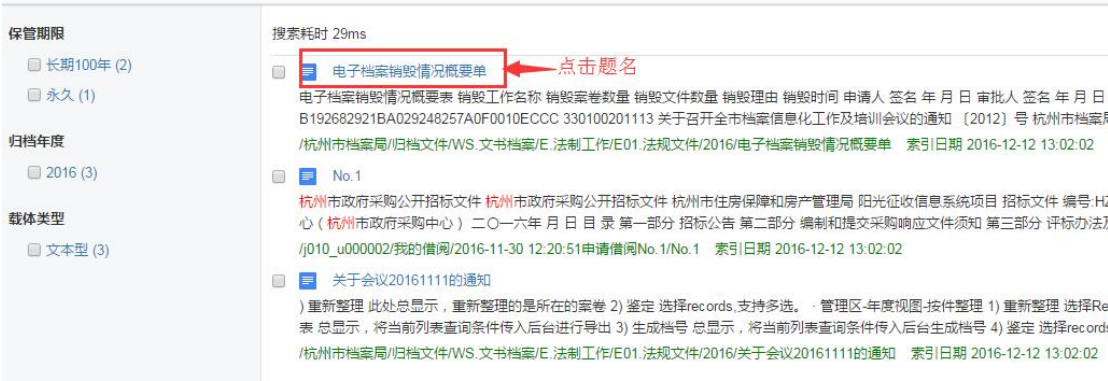 保管期限
长期100年 (2)
永久 (1)
归档年度
2016 (3)
载体类型
文本型 (3)
搜索耗时 29ms
电子档案销毁情况概要单
点击题名
电子档案销毁情况概要表 销毁工作名称 销毁案卷数量 销毁文件数量 销毁理由 销毁时间 申请人 签名 年 月 日 审批人 签名 年 月 日
B192682921BA029248257A0F0010ECCC 330100201113 关于召开全市档案信息化工作及培训会议的通知 〔2012〕号 杭州市档案局
/杭州市档案局/归档文件/WS.文书档案/E.法制工作/E01.法规文件/2016/电子档案销毁情况概要单 索引日期 2016-12-12 13:02:02
No.1
杭州市政府采购公开招标文件 杭州市政府采购公开招标文件 杭州市住房保障和房产管理局 阳光征收信息系统项目 招标文件 编号:HZ
心（杭州市政府采购中心） 二〇一六年 月 日 目 录 第一部分 招标公告 第二部分 编制和提交采购响应文件须知 第三部分 评标办法及
/j010_u000002/我的借阅/2016-11-30 12:20:51申请借阅No.1/No.1 索引日期 2016-12-12 13:02:02
关于会议20161111的通知
) 重新整理 此处总显示，重新整理的是所在的案卷 2) 鉴定 选择records,支持多选。 · 管理区-年度视图-按件整理 1) 重新整理 选择Re
表 总显示，将当前列表查询条件传入后台进行导出 3) 生成档号 总显示，将当前列表查询条件传入后台生成档号 4) 鉴定 选择records
/杭州市档案局/归档文件/WS.文书档案/E.法制工作/E01.法规文件/2016/关于会议20161111的通知 索引日期 2016-12-12 13:02:02